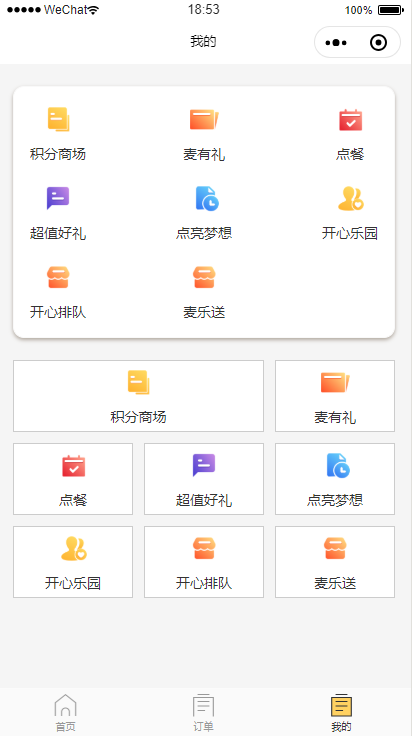 WeChat 18:53 100%
我的
积分商场 麦有礼 点餐
超值好礼 点亮梦想 开心乐园
开心排队 麦乐送
积分商场 麦有礼
点餐 超值好礼 点亮梦想
开心乐园 开心排队 麦乐送
首页 订单 我的